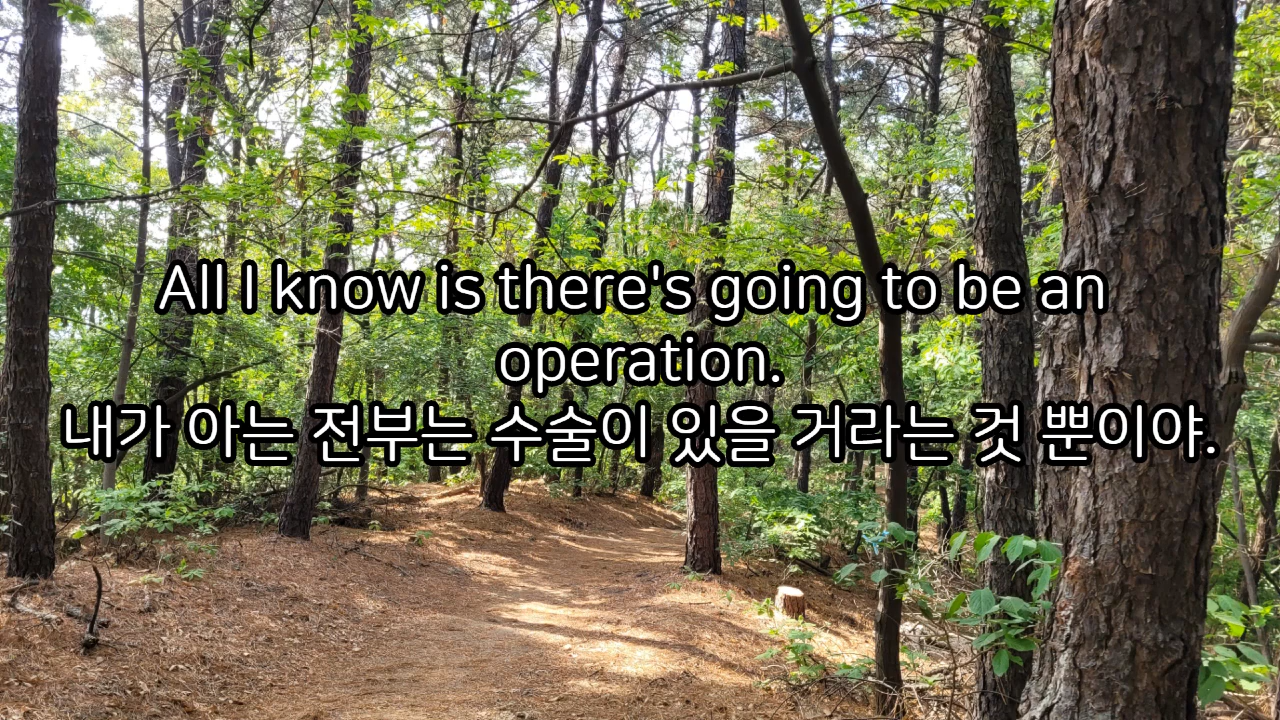 All I know is there's going to be an
operation.
내가 아는 전부는 수술이 있을 거라는 것 뿐이야.